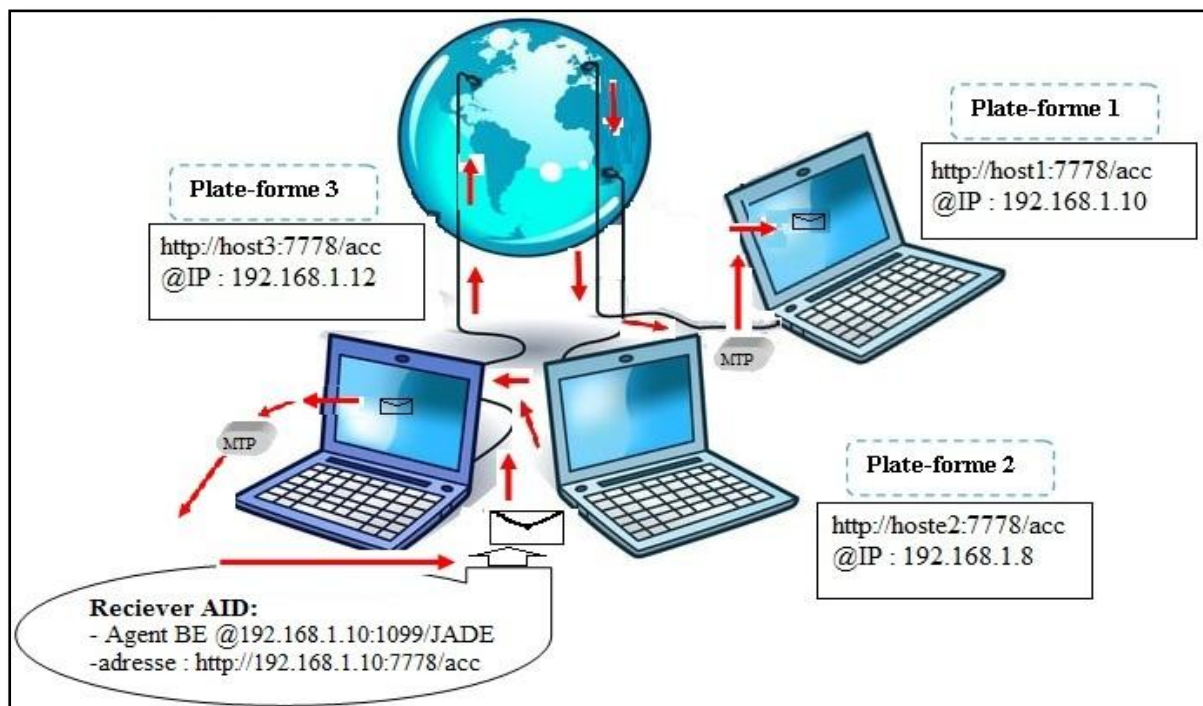 Plate-forme 1
http://host1:7778/acc
@IP : 192.168.1.10
Plate-forme 3
http://host3:7778/acc
@IP : 192.168.1.12
MTP
MTP
Plate-forme 2
http://hoste2:7778/acc
@IP : 192.168.1.8
Reciever AID:
- Agent BE @192.168.1.10:1099/JADE
-adresse : http://192.168.1.10:7778/acc